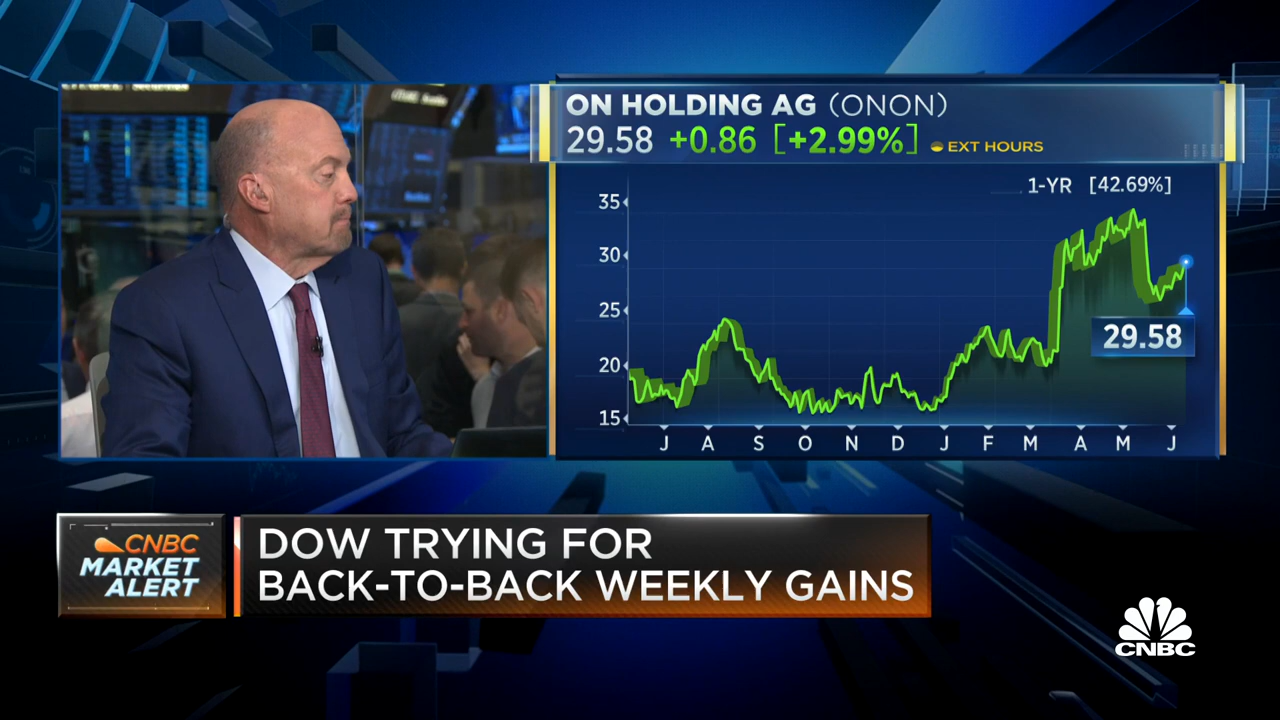 ON HOLDING AG (ONON)
29.58 +0.86 [+2.99%] EXT HOURS
1-YR [42.69%]
35
30
25
20
15
29.58
J A S O N D J F M A M J
CNBC
MARKET
ALERT
DOW TRYING FOR
BACK-TO-BACK WEEKLY GAINS
CNBC